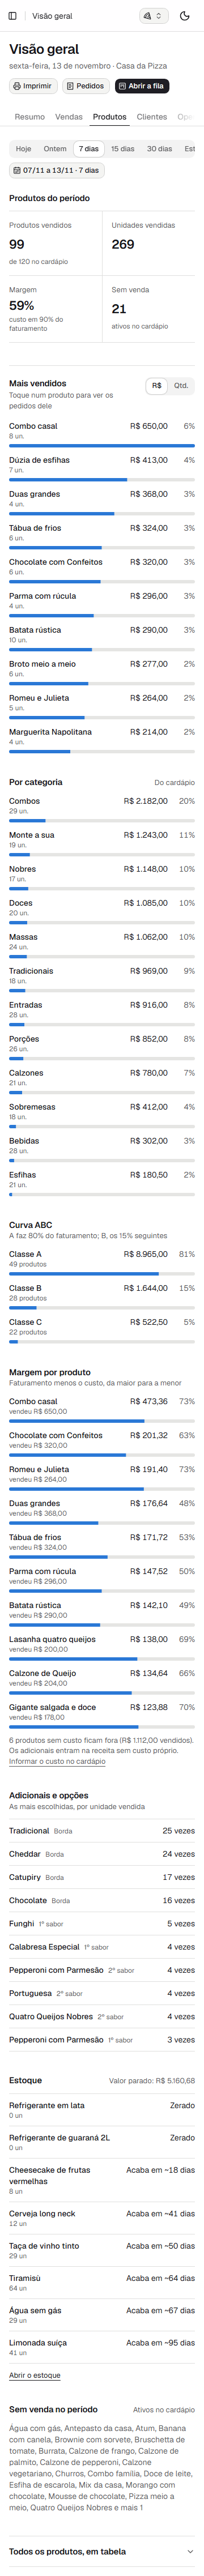 Visão geral
Visão geral
sexta-feira, 13 de novembro · Casa da Pizza
Imprimir
Pedidos
Abrir a fila
Resumo Vendas Produtos Clientes Ope
Hoje Ontem 7 dias 15 dias 30 dias Est
07/11 a 13/11 · 7 dias
Produtos do período
Produtos vendidos
99
de 120 no cardápio
Unidades vendidas
269
Margem
59%
custo em 90% do
faturamento
Sem venda
21
ativos no cardápio
Mais vendidos
Toque num produto para ver os
pedidos dele
R$ Qtd.
Combo casal R$ 650,00 6%
8 un.
Dúzia de esfihas R$ 413,00 4%
7 un.
Duas grandes R$ 368,00 3%
4 un.
Tábua de frios R$ 324,00 3%
6 un.
Chocolate com Confeitos R$ 320,00 3%
6 un.
Parma com rúcula R$ 296,00 3%
4 un.
Batata rústica R$ 290,00 3%
10 un.
Broto meio a meio R$ 277,00 2%
6 un.
Romeu e Julieta R$ 264,00 2%
5 un.
Marguerita Napolitana R$ 214,00 2%
4 un.
Por categoria Do cardápio
Combos R$ 2.182,00 20%
29 un.
Monte a sua R$ 1.243,00 11%
19 un.
Nobres R$ 1.148,00 10%
17 un.
Doces R$ 1.085,00 10%
20 un.
Massas R$ 1.062,00 10%
24 un.
Tradicionais R$ 969,00 9%
18 un.
Entradas R$ 916,00 8%
28 un.
Porções R$ 852,00 8%
26 un.
Calzones R$ 780,00 7%
21 un.
Sobremesas R$ 412,00 4%
18 un.
Bebidas R$ 302,00 3%
28 un.
Esfihas R$ 180,50 2%
21 un.
Curva ABC
A faz 80% do faturamento; B, os 15% seguintes
Classe A R$ 8.965,00 81%
49 produtos
Classe B R$ 1.644,00 15%
28 produtos
Classe C R$ 522,50 5%
22 produtos
Margem por produto
Faturamento menos o custo, da maior para a menor
Combo casal R$ 473,36 73%
vendeu R$ 650,00
Chocolate com Confeitos R$ 201,32 63%
vendeu R$ 320,00
Romeu e Julieta R$ 191,40 73%
vendeu R$ 264,00
Duas grandes R$ 176,64 48%
vendeu R$ 368,00
Tábua de frios R$ 171,72 53%
vendeu R$ 324,00
Parma com rúcula R$ 147,52 50%
vendeu R$ 296,00
Batata rústica R$ 142,10 49%
vendeu R$ 290,00
Lasanha quatro queijos R$ 138,00 69%
vendeu R$ 200,00
Calzone de Queijo R$ 134,64 66%
vendeu R$ 204,00
Gigante salgada e doce R$ 123,88 70%
vendeu R$ 178,00
6 produtos sem custo ficam fora (R$ 1.112,00 vendidos).
Os adicionais entram na receita sem custo próprio.
Informar o custo no cardápio
Adicionais e opções
As mais escolhidas, por unidade vendida
Tradicional Borda 25 vezes
Cheddar Borda 24 vezes
Catupiry Borda 17 vezes
Chocolate Borda 16 vezes
Funghi 1º sabor 5 vezes
Calabresa Especial 1º sabor 4 vezes
Pepperoni com Parmesão 2º sabor 4 vezes
Portuguesa 2º sabor 4 vezes
Quatro Queijos Nobres 2º sabor 4 vezes
Pepperoni com Parmesão 1º sabor 3 vezes
Estoque Valor parado: R$ 5.160,68
Refrigerante em lata Zerado
0 un
Refrigerante de guaraná 2L Zerado
0 un
Cheesecake de frutas Acaba em ~18 dias
vermelhas
8 un
Cerveja long neck Acaba em ~41 dias
12 un
Taça de vinho tinto Acaba em ~50 dias
29 un
Tiramisù Acaba em ~64 dias
64 un
Água sem gás Acaba em ~67 dias
29 un
Limonada suíça Acaba em ~95 dias
41 un
Abrir o estoque
Sem venda no período Ativos no cardápio
Água com gás, Antepasto da casa, Atum, Banana
com canela, Brownie com sorvete, Bruschetta de
tomate, Burrata, Calzone de frango, Calzone de
palmito, Calzone de pepperoni, Calzone
vegetariano, Churros, Combo família, Doce de leite,
Esfiha de escarola, Mix da casa, Morango com
chocolate, Mousse de chocolate, Pizza meio a
meio, Quatro Queijos Nobres e mais 1
Todos os produtos, em tabela